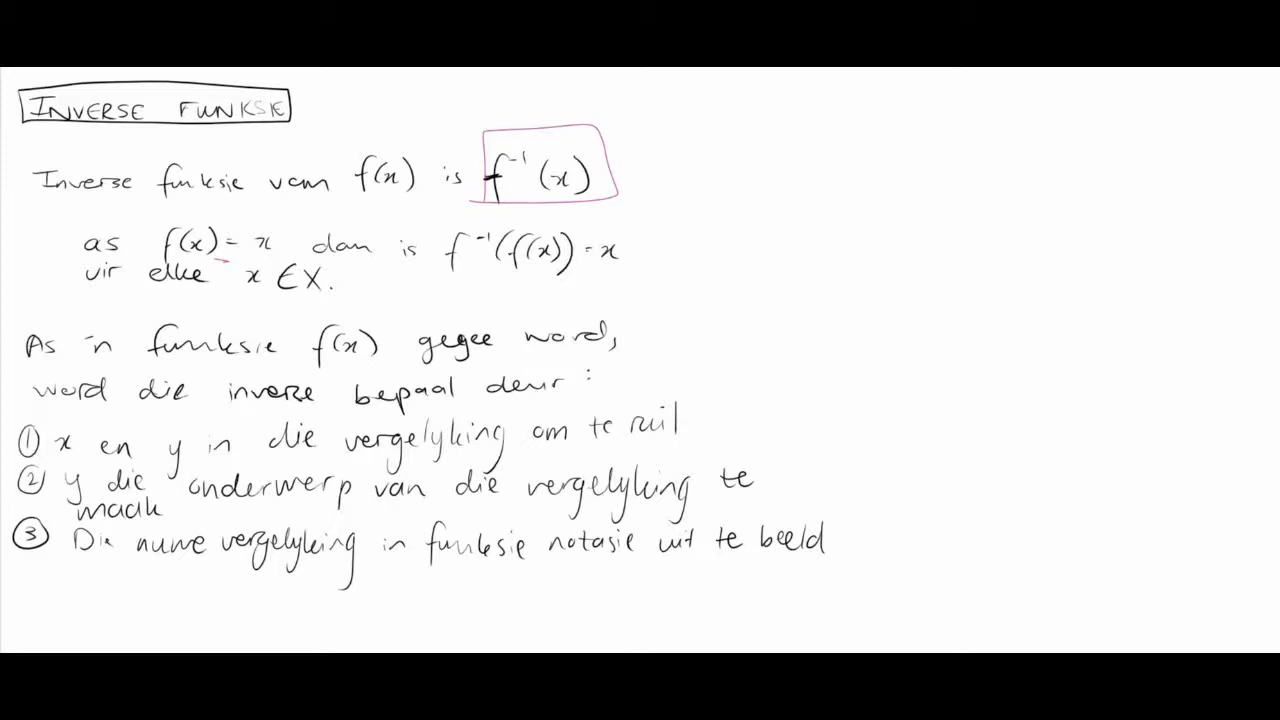 INVERSE FUNKSIE
Inverse funksie van f(x) is f⁻¹(x)
as f(x) = x dan is f⁻¹(f(x)) = x
vir elke x ∈ X.
As 'n funksie f(x) gegee word,
word die inverse bepaal deur :
① x en y in die vergelyking om te ruil
② y die onderwerp van die vergelyking te
maak
③ Die nuwe vergelyking in funksie notasie uit te beeld